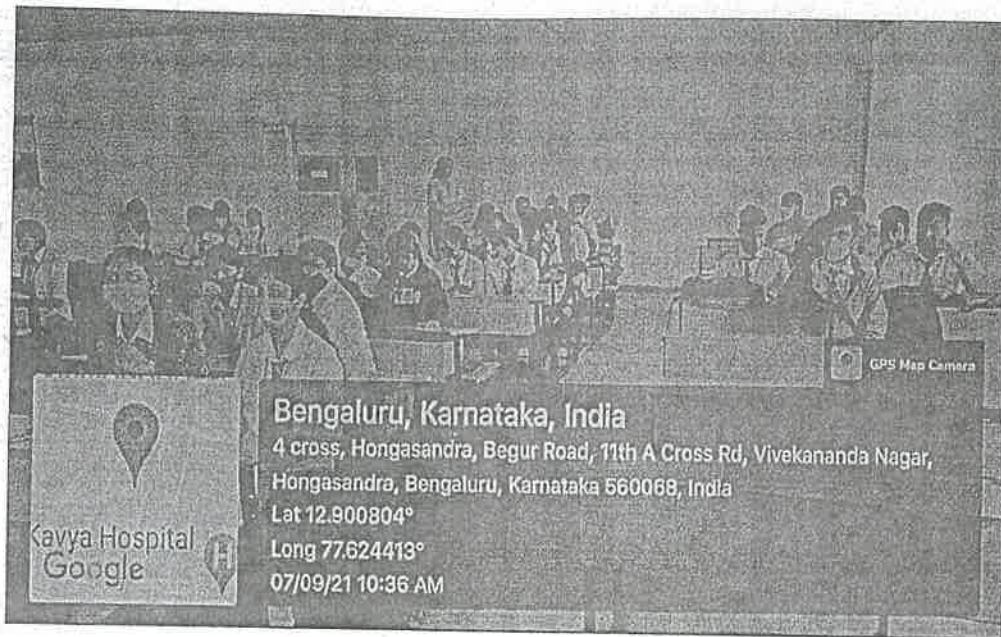 GPS Map Camera
Bengaluru, Karnataka, India
4 cross, Hongasandra, Begur Road, 11th A Cross Rd, Vivekananda Nagar,
Hongasandra, Bengaluru, Karnataka 560068, India
Lat 12.900804°
Long 77.624413°
07/09/21 10:36 AM
Kavya Hospital
Google